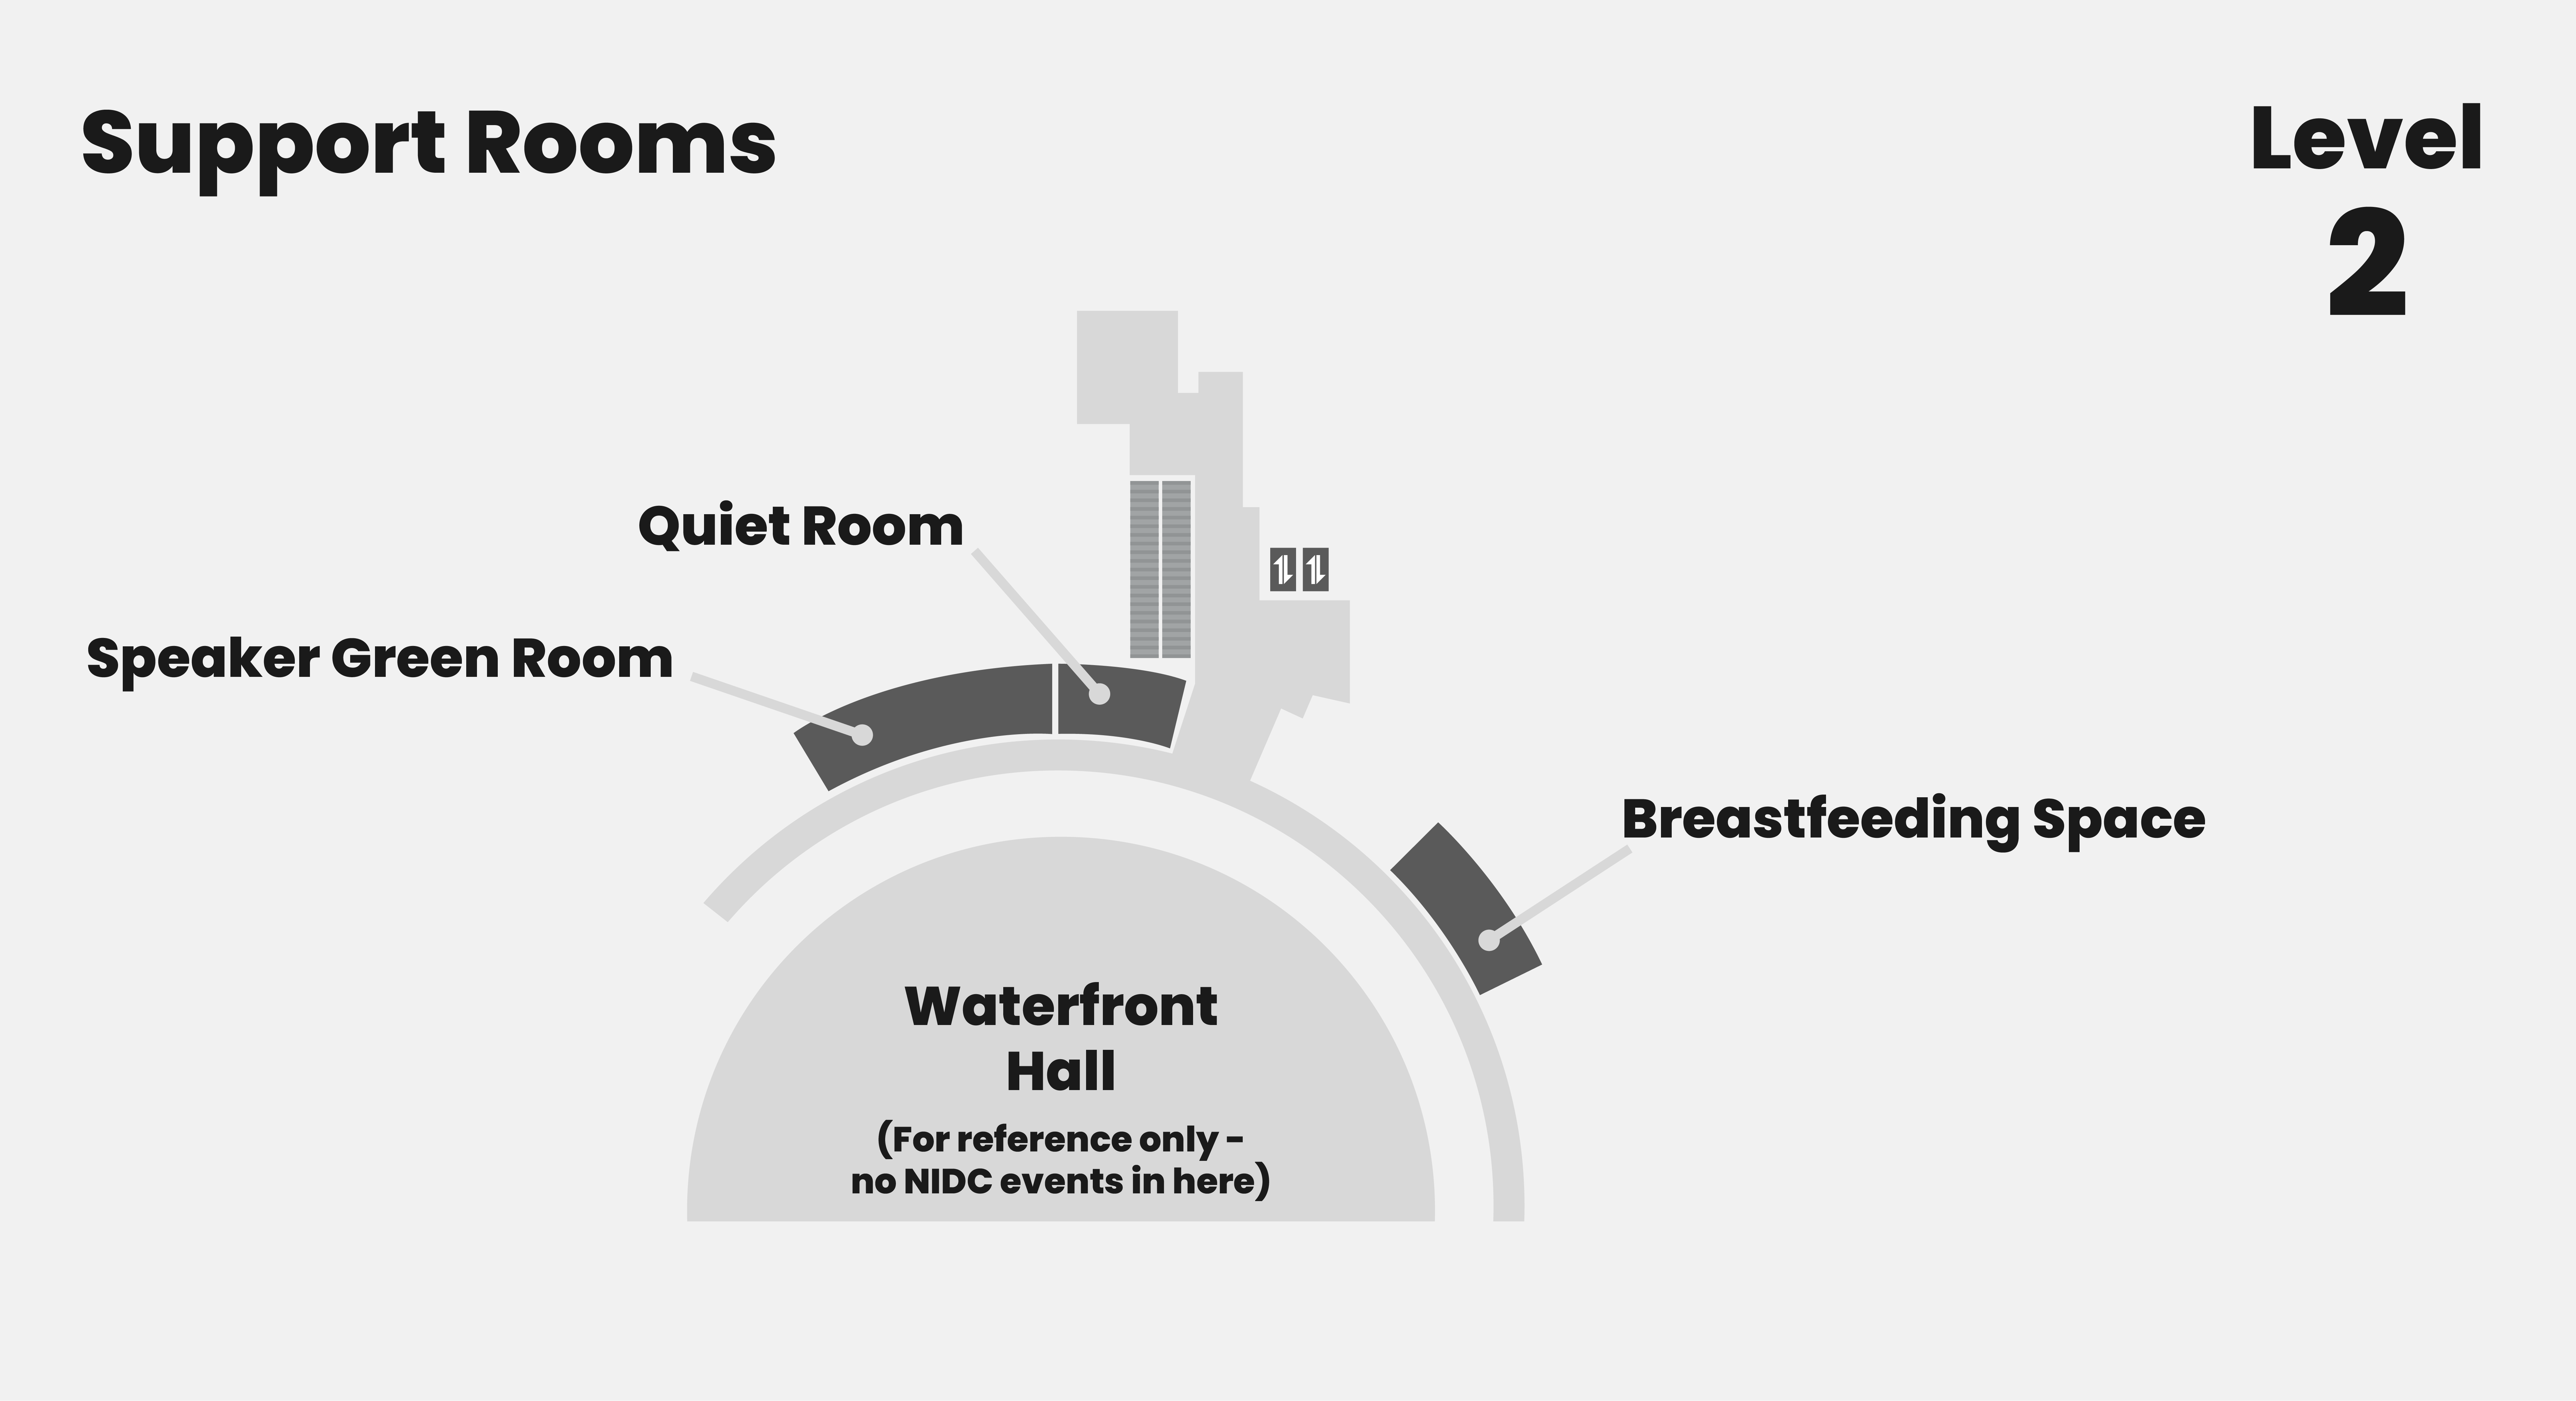 Support Rooms
Level
2
Quiet Room
Speaker Green Room
Breastfeeding Space
Waterfront
Hall
(For reference only -
no NIDC events in here)